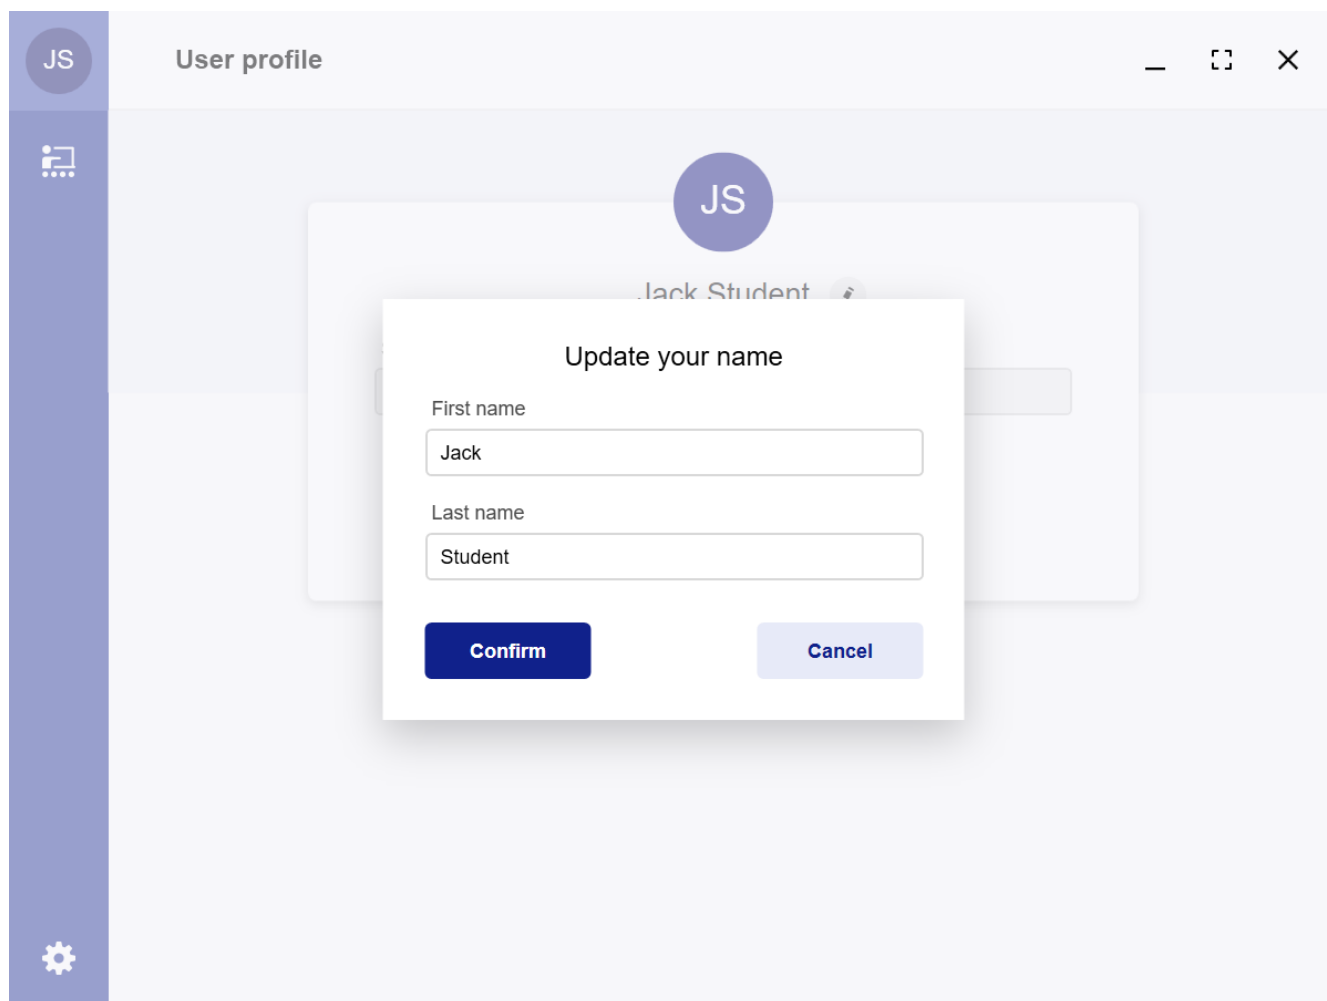 JS
User profile
JS
Jack Student
Update your name
First name
Jack
Last name
Student
Confirm
Cancel